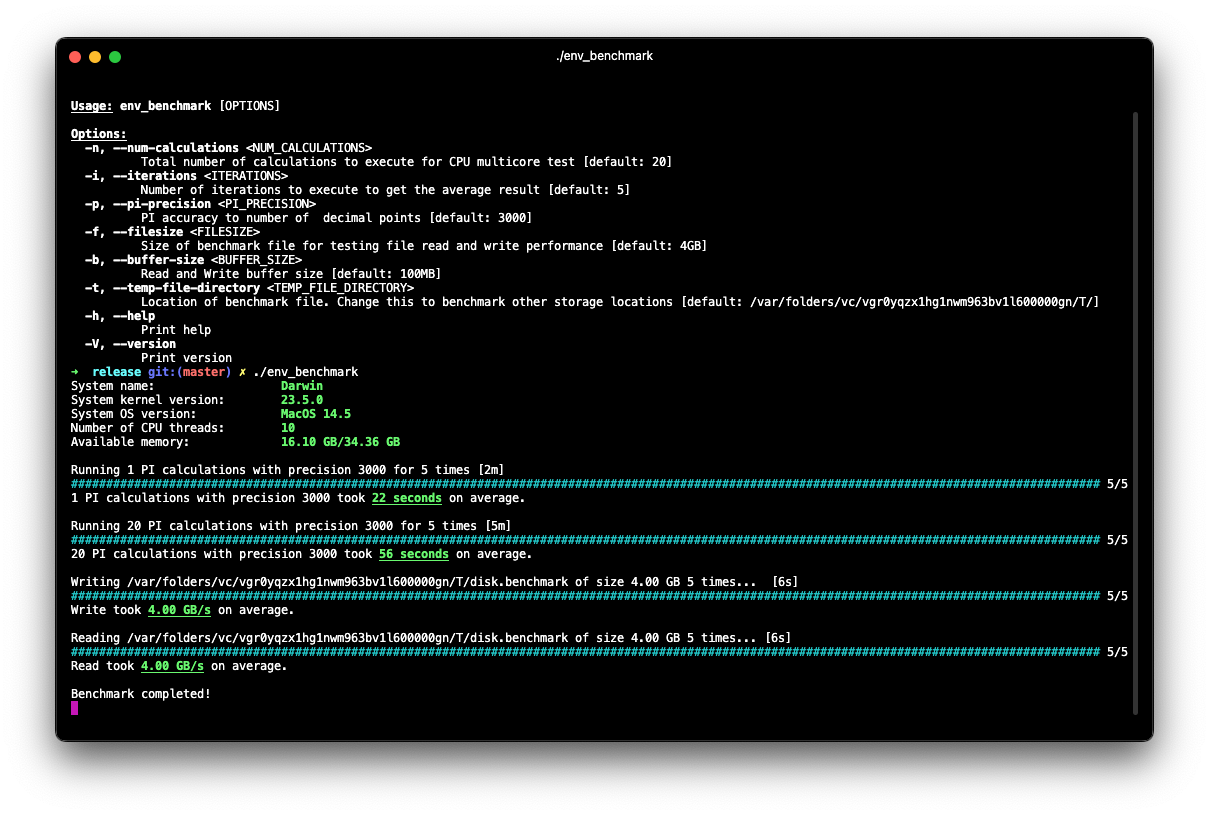 ./env_benchmark
Usage: env_benchmark [OPTIONS]
Options:
-n, --num-calculations <NUM_CALCULATIONS>
Total number of calculations to execute for CPU multicore test [default: 20]
-i, --iterations <ITERATIONS>
Number of iterations to execute to get the average result [default: 5]
-p, --pi-precision <PI_PRECISION>
PI accuracy to number of  decimal points [default: 3000]
-f, --filesize <FILESIZE>
Size of benchmark file for testing file read and write performance [default: 4GB]
-b, --buffer-size <BUFFER_SIZE>
Read and Write buffer size [default: 100MB]
-t, --temp-file-directory <TEMP_FILE_DIRECTORY>
Location of benchmark file. Change this to benchmark other storage locations [default: /var/folders/vc/vgr0yqzx1hg1nwm963bv1l600000gn/T/]
-h, --help
Print help
-V, --version
Print version
➜  release git:(master) ✗ ./env_benchmark
System name: Darwin
System kernel version: 23.5.0
System OS version: MacOS 14.5
Number of CPU threads: 10
Available memory: 16.10 GB/34.36 GB
Running 1 PI calculations with precision 3000 for 5 times [2m]
################################################################################################################################################### 5/5
1 PI calculations with precision 3000 took 22 seconds on average.
Running 20 PI calculations with precision 3000 for 5 times [5m]
################################################################################################################################################### 5/5
20 PI calculations with precision 3000 took 56 seconds on average.
Writing /var/folders/vc/vgr0yqzx1hg1nwm963bv1l600000gn/T/disk.benchmark of size 4.00 GB 5 times...  [6s]
################################################################################################################################################### 5/5
Write took 4.00 GB/s on average.
Reading /var/folders/vc/vgr0yqzx1hg1nwm963bv1l600000gn/T/disk.benchmark of size 4.00 GB 5 times... [6s]
################################################################################################################################################### 5/5
Read took 4.00 GB/s on average.
Benchmark completed!